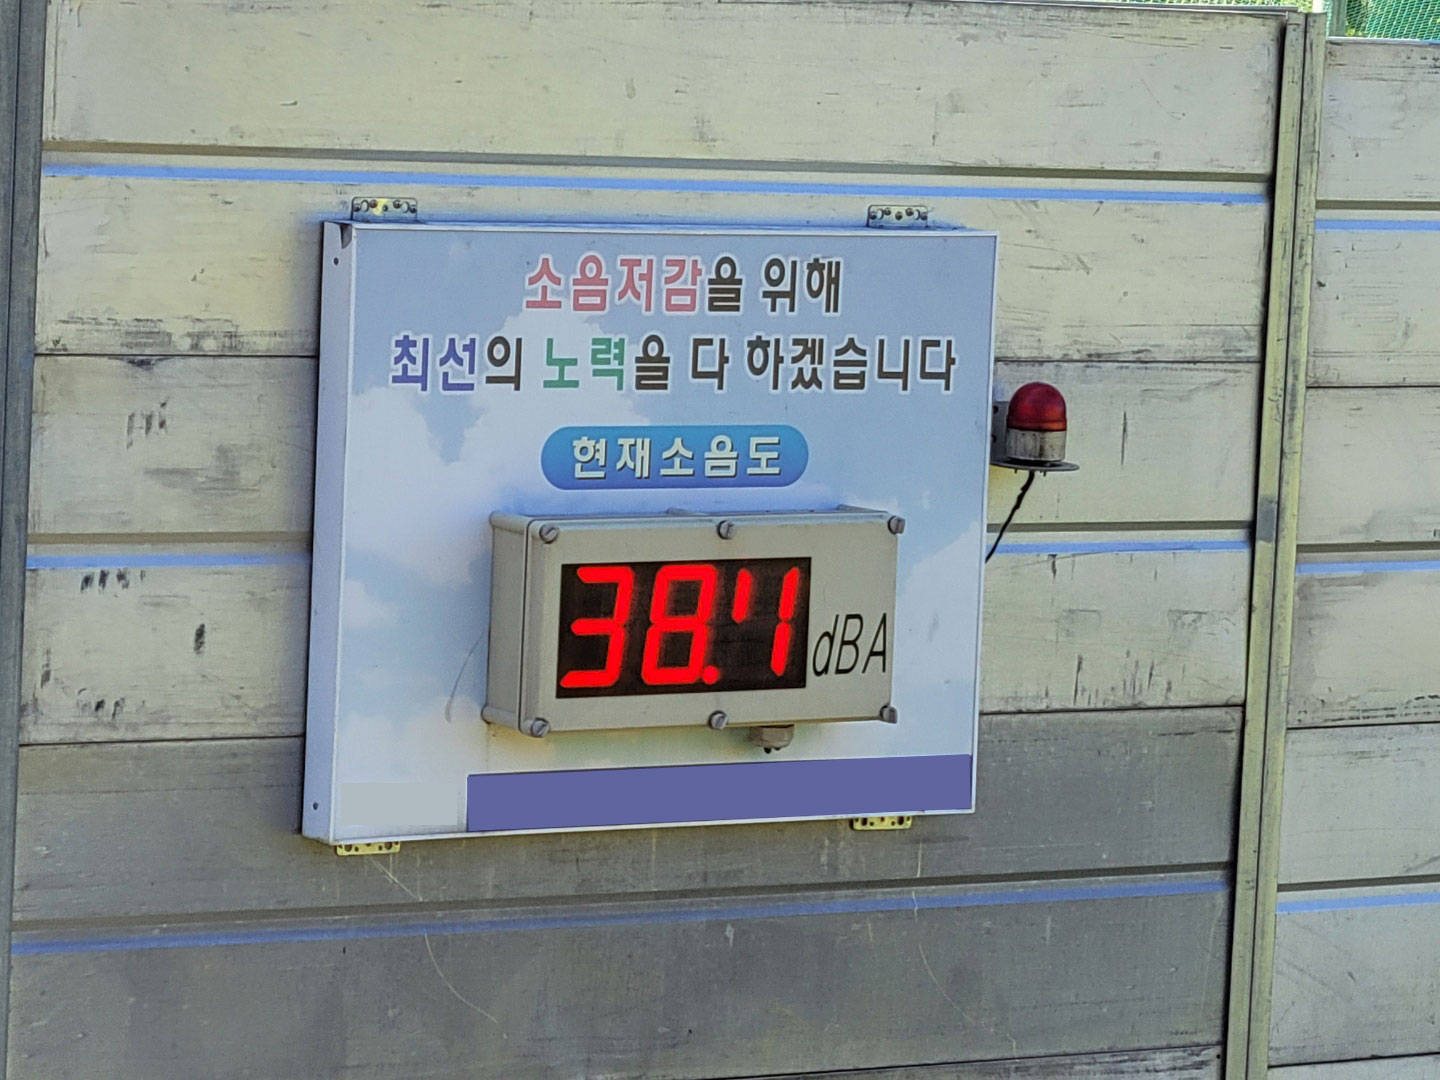 소음저감을 위해
최선의 노력을 다 하겠습니다
현재소음도
38.4 dBA